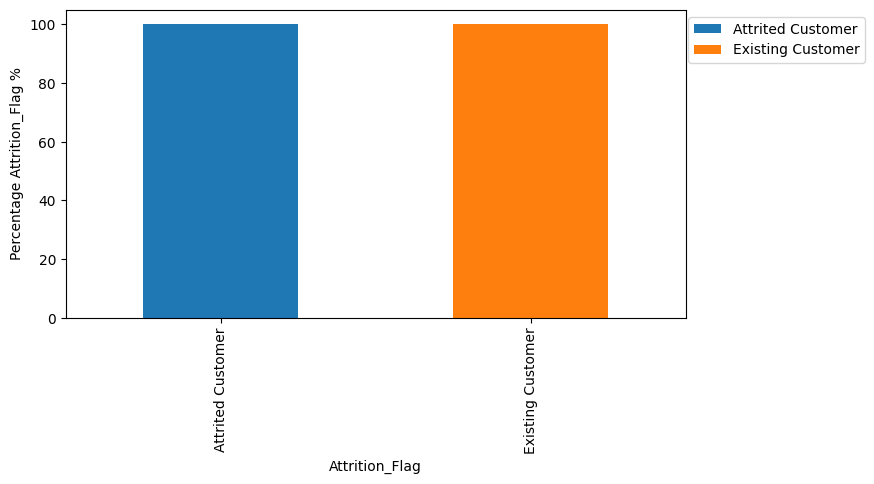 100
80
60
40
20
0
Percentage Attrition_Flag %
Attrited Customer
Existing Customer
Attrition_Flag
Attrited Customer
Existing Customer